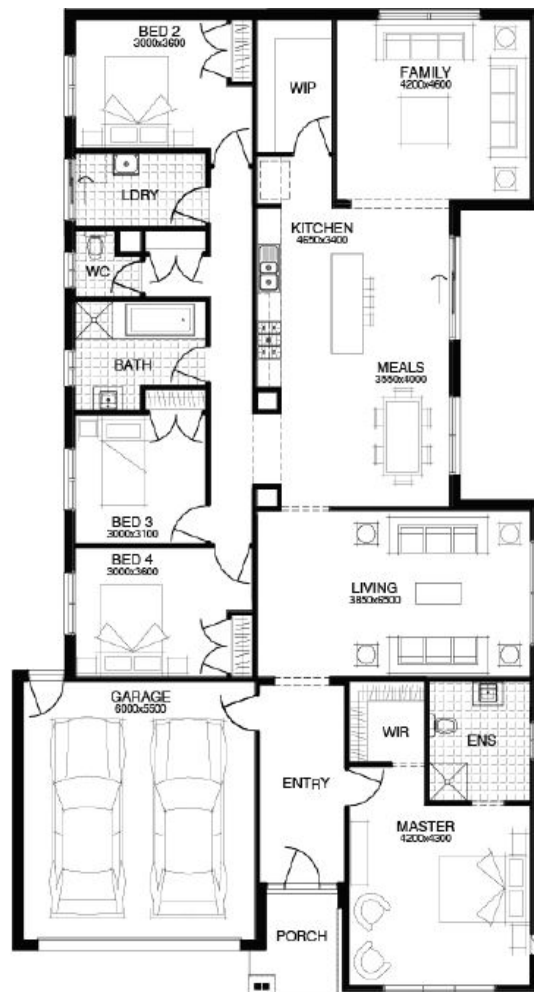 BED 2
3000x3600
WIP
FAMILY
4200x4600
LDRY
KITCHEN
4650x3400
WC
BATH
MEALS
3550x4000
BED 3
3000x3100
BED 4
3000x3600
LIVING
3850x6500
GARAGE
6000x5500
WIR
ENS
ENTRY
MASTER
4200x4300
PORCH